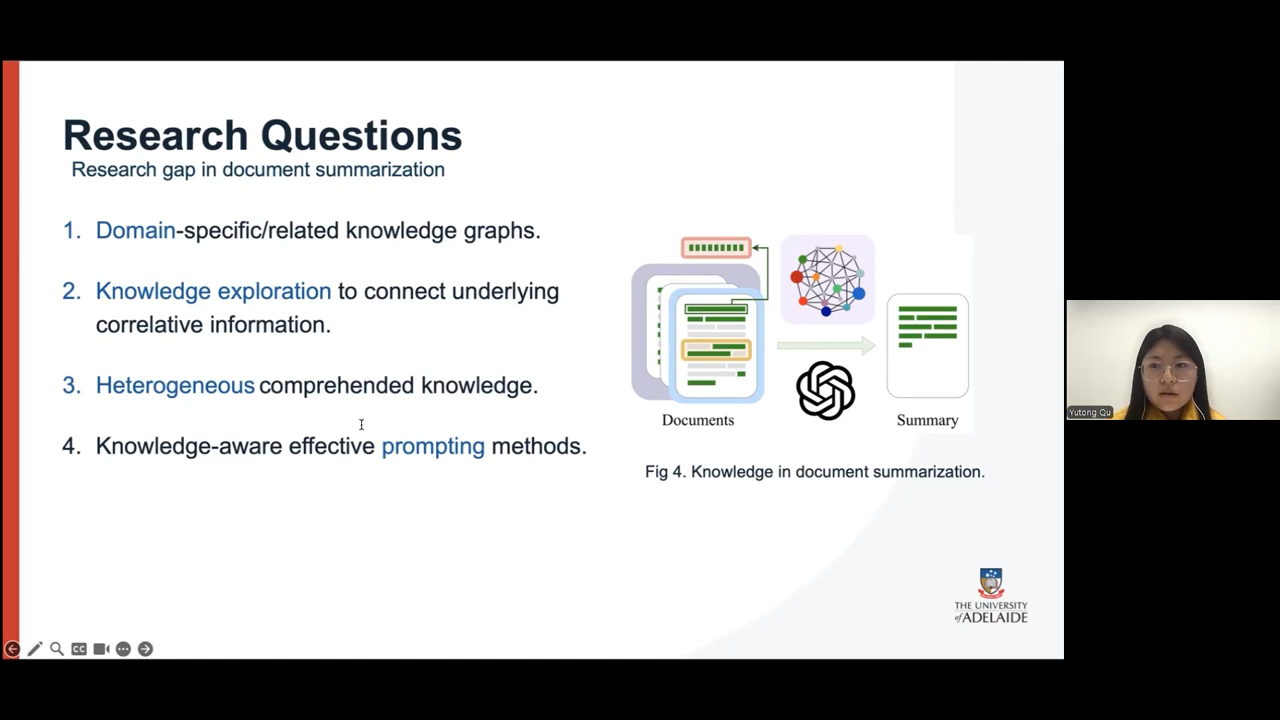 Research Questions
Research gap in document summarization
1. Domain-specific/related knowledge graphs.
2. Knowledge exploration to connect underlying
correlative information.
3. Heterogeneous comprehended knowledge.
4. Knowledge-aware effective prompting methods.
Documents
Summary
Fig 4. Knowledge in document summarization.
THE UNIVERSITY
of ADELAIDE
CC
Yutong Qu